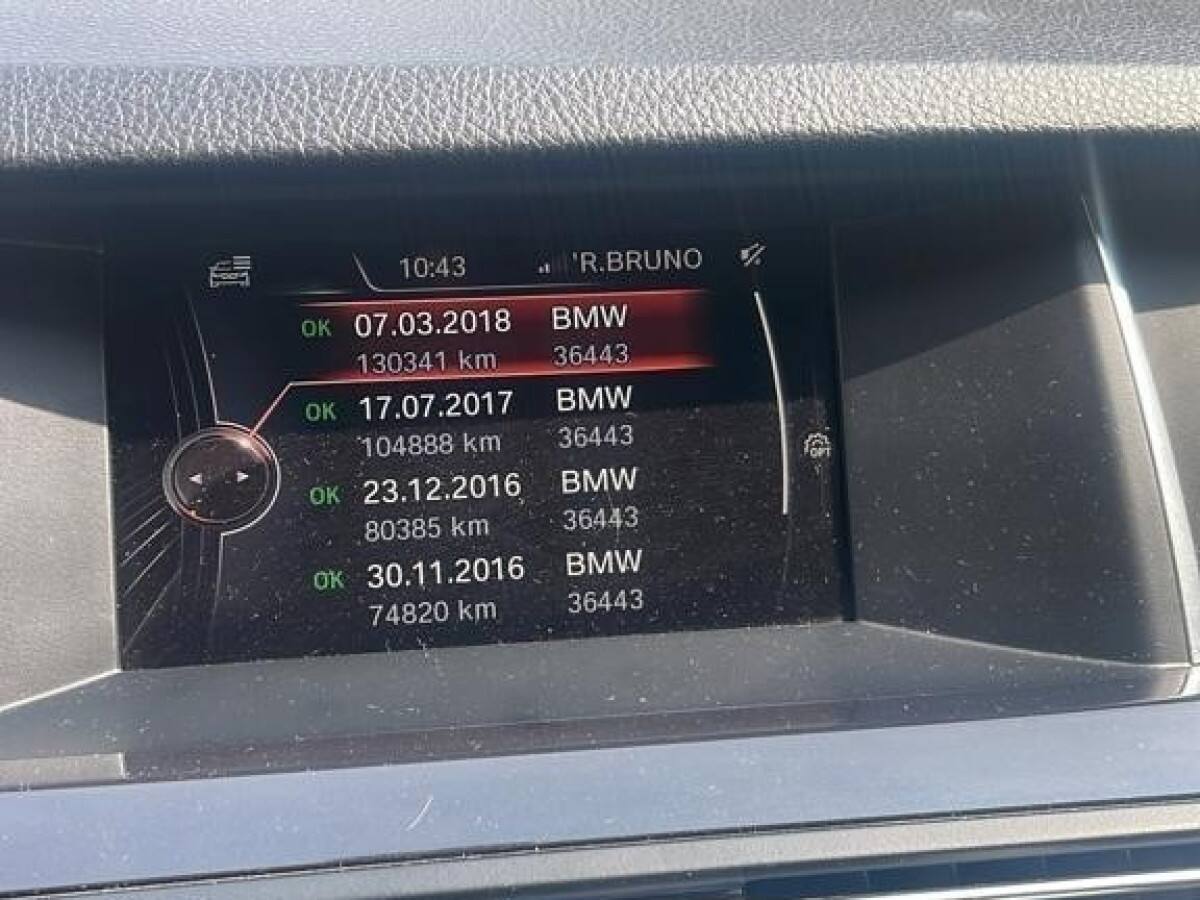 10:43 'R.BRUNO
OK 07.03.2018 BMW
130341 km 36443
OK 17.07.2017 BMW
104888 km 36443
OK 23.12.2016 BMW
80385 km 36443
OPT
OK 30.11.2016 BMW
74820 km 36443